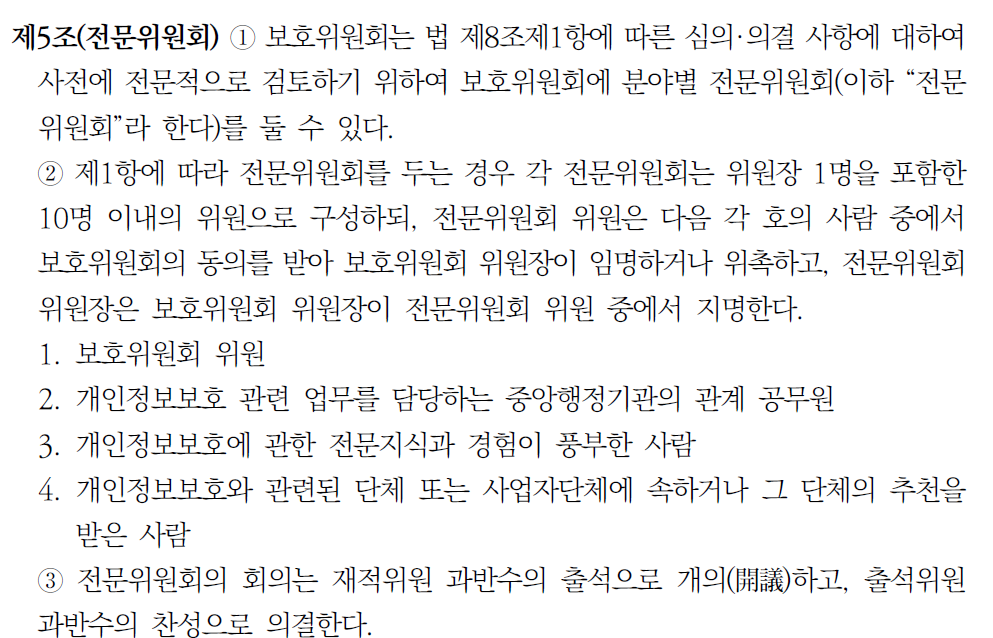 제5조(전문위원회) ① 보호위원회는 법 제8조제1항에 따른 심의·의결 사항에 대하여
사전에 전문적으로 검토하기 위하여 보호위원회에 분야별 전문위원회(이하 “전문
위원회”라 한다)를 둘 수 있다.
② 제1항에 따라 전문위원회를 두는 경우 각 전문위원회는 위원장 1명을 포함한
10명 이내의 위원으로 구성하되, 전문위원회 위원은 다음 각 호의 사람 중에서
보호위원회의 동의를 받아 보호위원회 위원장이 임명하거나 위촉하고, 전문위원회
위원장은 보호위원회 위원장이 전문위원회 위원 중에서 지명한다.
1. 보호위원회 위원
2. 개인정보보호 관련 업무를 담당하는 중앙행정기관의 관계 공무원
3. 개인정보보호에 관한 전문지식과 경험이 풍부한 사람
4. 개인정보보호와 관련된 단체 또는 사업자단체에 속하거나 그 단체의 추천을
받은 사람
③ 전문위원회의 회의는 재적위원 과반수의 출석으로 개의(開議)하고, 출석위원
과반수의 찬성으로 의결한다.